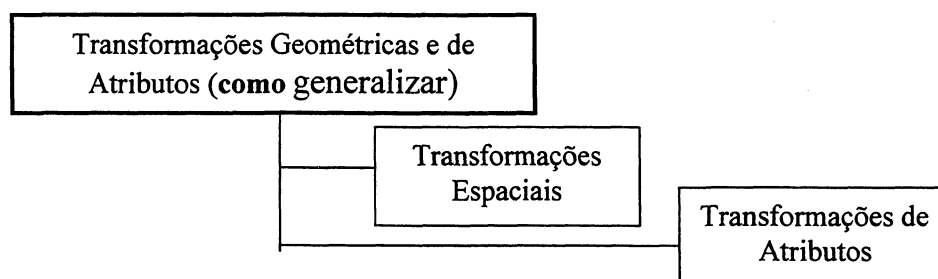 Transformações Geométricas e de
Atributos (como generalizar)
Transformações
Espaciais
Transformações de
Atributos